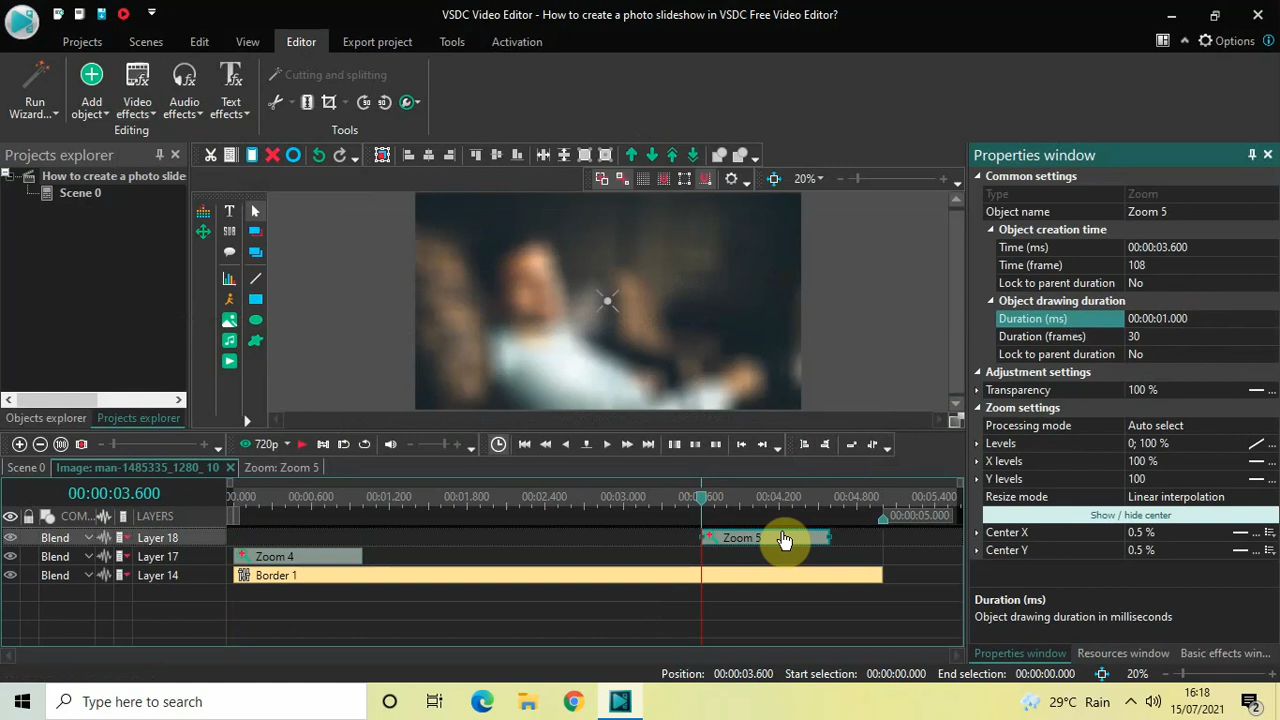 VSDC Video Editor - How to create a photo slideshow in VSDC Free Video Editor?
Projects Scenes Edit View Editor Export project Tools Activation
Options
Cutting and splitting
Run Wizard...
Add object
Video effects
Audio effects
Text effects
Editing
Tools
Projects explorer
How to create a photo slide
Scene 0
20%
Objects explorer Projects explorer
720p
Scene 0 Image: man-1485335_1280_10 Zoom: Zoom 5
00:00:03.600
0.000 00:00:00.600 00:00:01.200 00:00:01.800 00:00:02.400 00:00:03.000 00:00:04.200 00:00:04.800 00:00:05.400
COM... LAYERS 00:00:05.000
Blend Layer 18 Zoom 5
Blend Layer 17 Zoom 4
Blend Layer 14 Border 1
Properties window
Common settings
Type Zoom
Object name Zoom 5
Object creation time
Time (ms) 00:00:03.600
Time (frame) 108
Lock to parent duration No
Object drawing duration
Duration (ms) 00:00:01.000
Duration (frames) 30
Lock to parent duration No
Adjustment settings
Transparency 100 % ...
Zoom settings
Processing mode Auto select
Levels 0; 100 % ...
X levels 100 % ...
Y levels 100 ...
Resize mode Linear interpolation
Show / hide center
Center X 0.5 % ...
Center Y 0.5 % ...
Duration (ms)
Object drawing duration in milliseconds
Properties window Resources window Basic effects win...
Position: 00:00:03.600 Start selection: 00:00:00.000 End selection: 00:00:00.000 20%
Type here to search
29°C Rain
16:18
15/07/2021
2